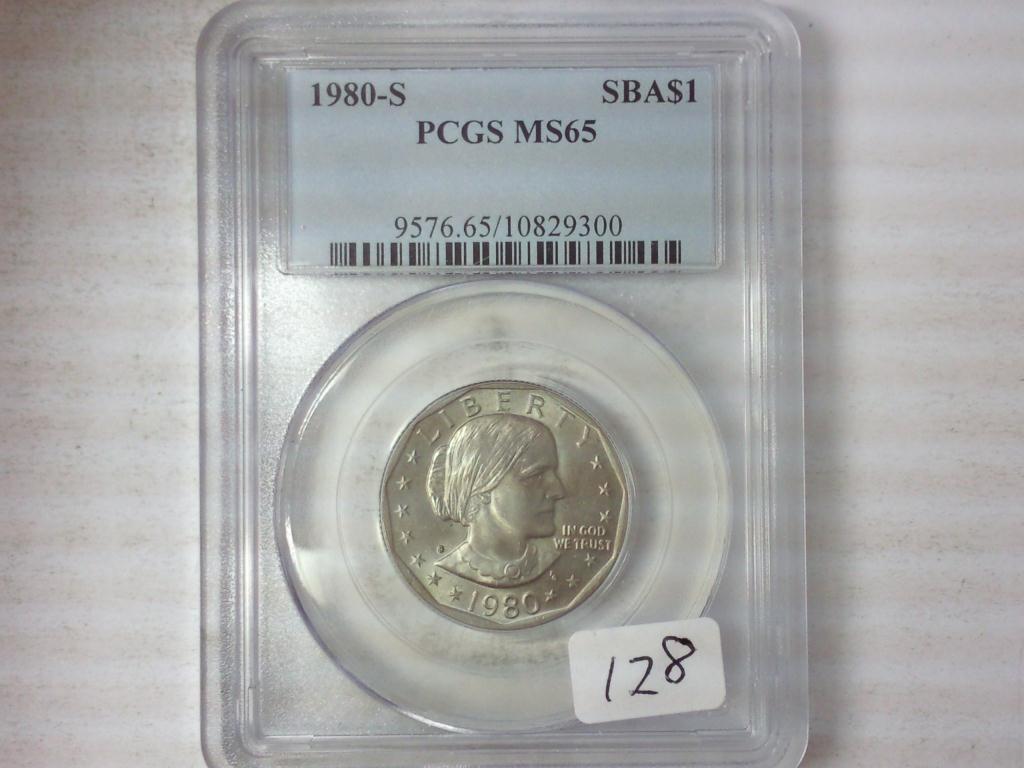 1980-S SBA$1
PCGS MS65
9576.65/10829300
LIBERTY
IN GOD
WE TRUST
S
1980
128